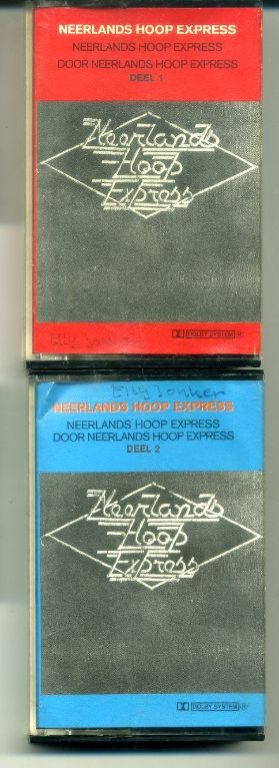 NEERLANDS HOOP EXPRESS
NEERLANDS HOOP EXPRESS
DOOR NEERLANDS HOOP EXPRESS
DEEL 1
Neerlands
Hoop
Express
DOLBY SYSTEM
Elly
Elly Jonker
NEERLANDS HOOP EXPRESS
NEERLANDS HOOP EXPRESS
DOOR NEERLANDS HOOP EXPRESS
DEEL 2
Neerlands
Hoop
Express
DOLBY SYSTEM